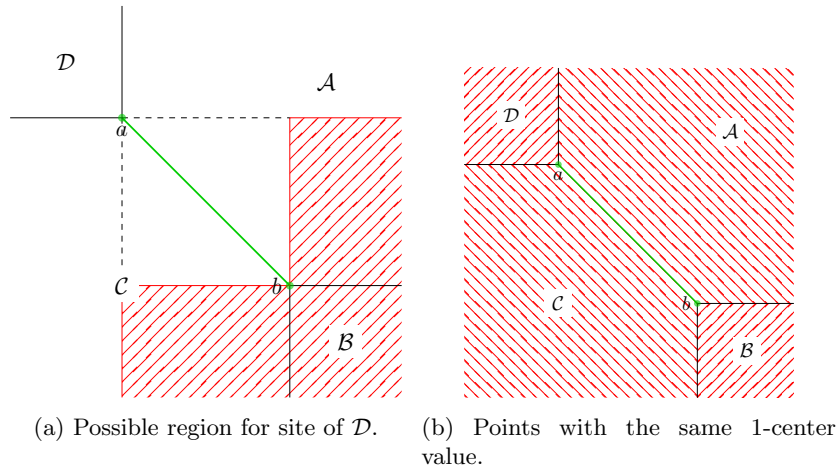 𝒟
𝒜
a
𝒞
b
ℬ
(a) Possible region for site of 𝒟.
𝒟
𝒜
a
𝒞
b
ℬ
(b) Points with the same 1-center
value.